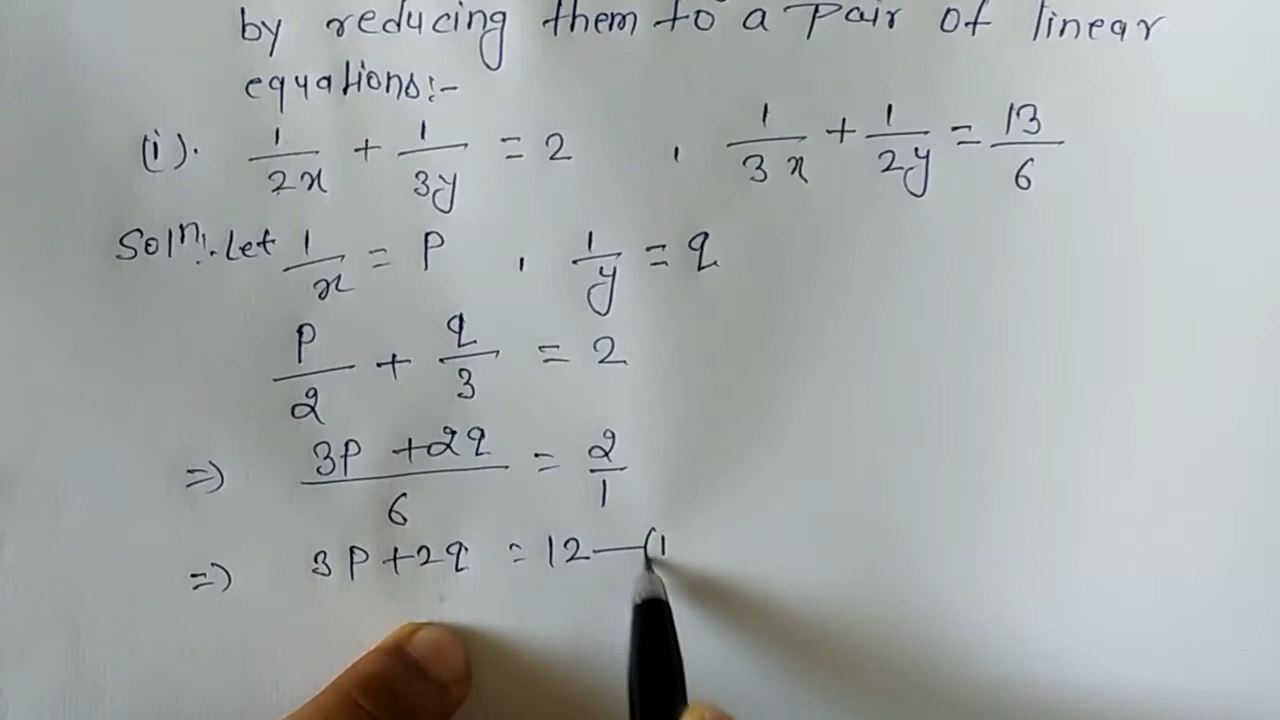 by reducing them to a pair of linear
equations:-
(i). 1/2x + 1/3y = 2 , 1/3x + 1/2y = 13/6
Solⁿ. Let 1/x = p , 1/y = q
p/2 + q/3 = 2
=> (3p + 2q)/6 = 2/1
=> 3p + 2q = 12 —(1